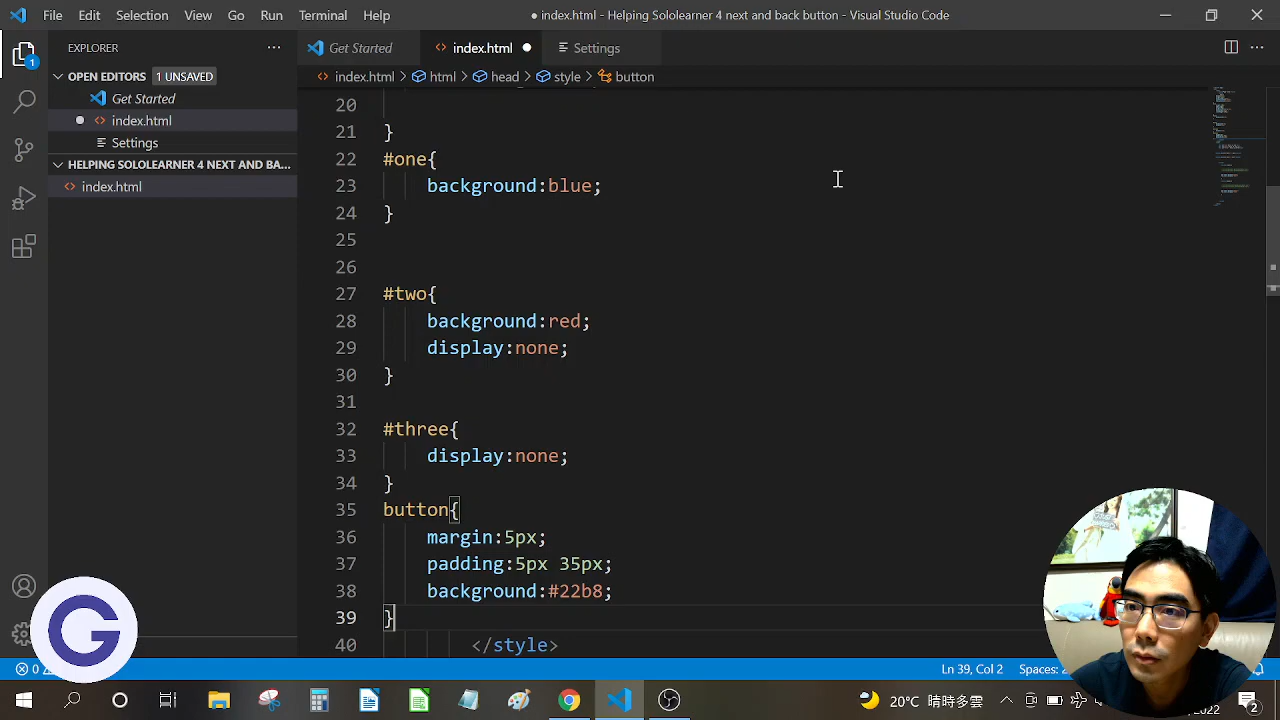 File Edit Selection View Go Run Terminal Help
● index.html - Helping Sololearner 4 next and back button - Visual Studio Code
EXPLORER
Get Started
index.html
Settings
OPEN EDITORS
1 UNSAVED
index.html > html > head > style > button
Get Started
index.html
Settings
HELPING SOLOLEARNER 4 NEXT AND BA...
index.html
1
20
21 }
22 #one{
23 background:blue;
24 }
25
26
27 #two{
28 background:red;
29 display:none;
30 }
31
32 #three{
33 display:none;
34 }
35 button{
36 margin:5px;
37 padding:5px 35px;
38 background:#22b8;
39 }
40 </style>
G
0
Ln 39, Col 2
20°C 時時多雲
2022
2